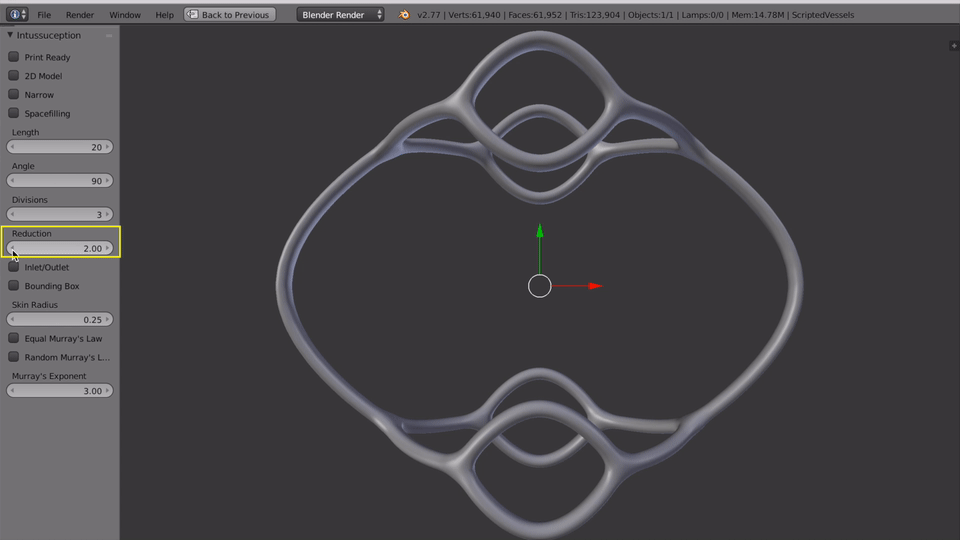 File Render Window Help Back to Previous Blender Render v2.77 | Verts:61,940 | Faces:61,952 | Tris:123,904 | Objects:1/1 | Lamps:0/0 | Mem:14.78M | ScriptedVessels
Intussuception
Print Ready
2D Model
Narrow
Spacefilling
Length
20
Angle
90
Divisions
3
Reduction
2.00
Inlet/Outlet
Bounding Box
Skin Radius
0.25
Equal Murray's Law
Random Murray's L...
Murray's Exponent
3.00